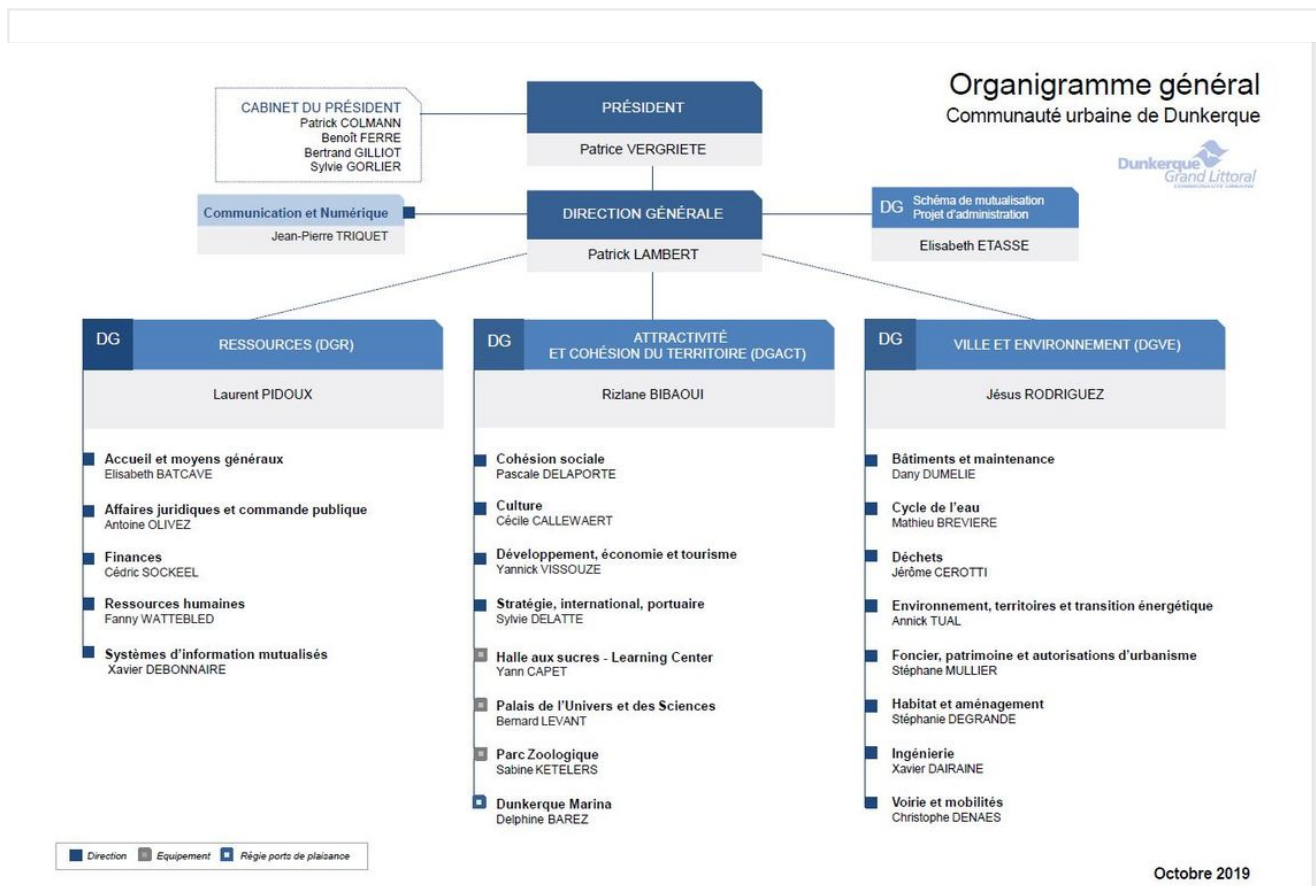 Organigramme général
Communauté urbaine de Dunkerque
Dunkerque
Grand Littoral
COMMUNAUTÉ URBAINE
CABINET DU PRÉSIDENT
Patrick COLMANN
Benoît FERRE
Bertrand GILLIOT
Sylvie GORLIER
PRÉSIDENT
Patrice VERGRIETE
Communication et Numérique
Jean-Pierre TRIQUET
DIRECTION GÉNÉRALE
Patrick LAMBERT
DG
Schéma de mutualisation
Projet d'administration
Elisabeth ETASSE
DG
RESSOURCES (DGR)
Laurent PIDOUX
Accueil et moyens généraux
Elisabeth BATCAVE
Affaires juridiques et commande publique
Antoine OLIVEZ
Finances
Cédric SOCKEEL
Ressources humaines
Fanny WATTEBLED
Systèmes d'information mutualisés
Xavier DEBONNAIRE
DG
ATTRACTIVITÉ
ET COHÉSION DU TERRITOIRE (DGACT)
Rizlane BIBAOUI
Cohésion sociale
Pascale DELAPORTE
Culture
Cécile CALLEWAERT
Développement, économie et tourisme
Yannick VISSOUZE
Stratégie, international, portuaire
Sylvie DELATTE
Halle aux sucres - Learning Center
Yann CAPET
Palais de l'Univers et des Sciences
Bernard LEVANT
Parc Zoologique
Sabine KETELERS
Dunkerque Marina
Delphine BAREZ
DG
VILLE ET ENVIRONNEMENT (DGVE)
Jésus RODRIGUEZ
Bâtiments et maintenance
Dany DUMELIE
Cycle de l'eau
Mathieu BREVIERE
Déchets
Jérôme CEROTTI
Environnement, territoires et transition énergétique
Annick TUAL
Foncier, patrimoine et autorisations d'urbanisme
Stéphane MULLIER
Habitat et aménagement
Stéphanie DEGRANDE
Ingénierie
Xavier DAIRAINE
Voirie et mobilités
Christophe DENAES
Direction Equipement Régie ports de plaisance
Octobre 2019